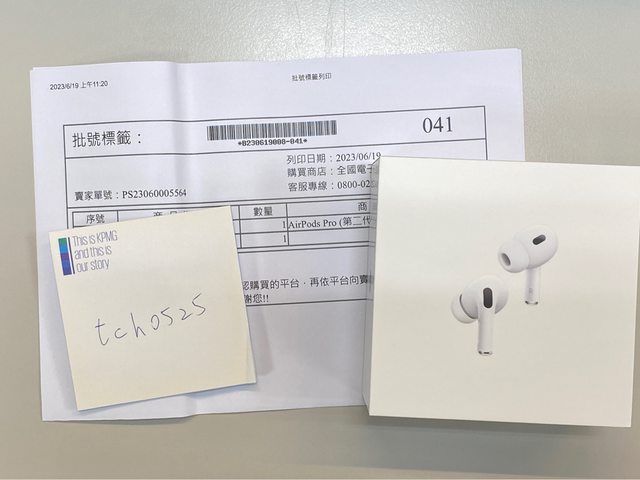 2023/6/19 上午11:20
批號標籤列印
批號標籤：
*B230619008-041*
041
列印日期：2023/06/19
購買商店：全國電子
客服專線：0800-02
賣家單號：PS23060005564
序號
數量
商
1 AirPods Pro (第二代
1
購買的平台，再依平台向賣
謝您!!
This is KPMG
and this is
our story
tch0525